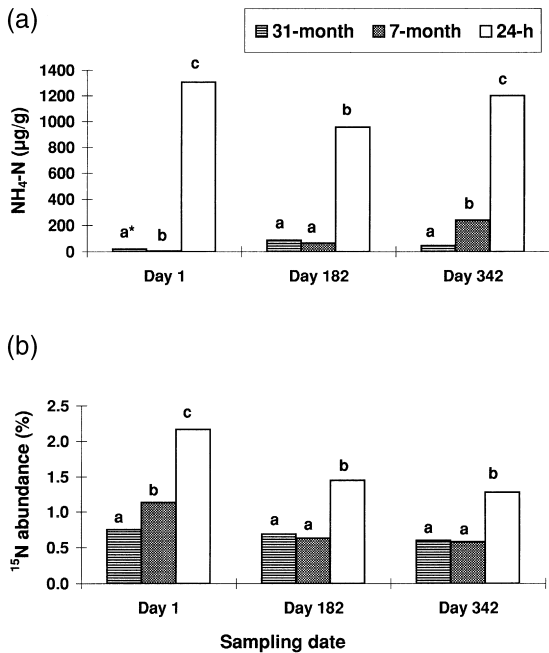 (a)
31-month 7-month 24-h
NH₄-N (µg/g)
1400
1200
1000
800
600
400
200
0
a* b c
a a b
a b c
Day 1 Day 182 Day 342
(b)
¹⁵N abundance (%)
2.5
2.0
1.5
1.0
0.5
0.0
a b c
a a b
a a b
Day 1 Day 182 Day 342
Sampling date